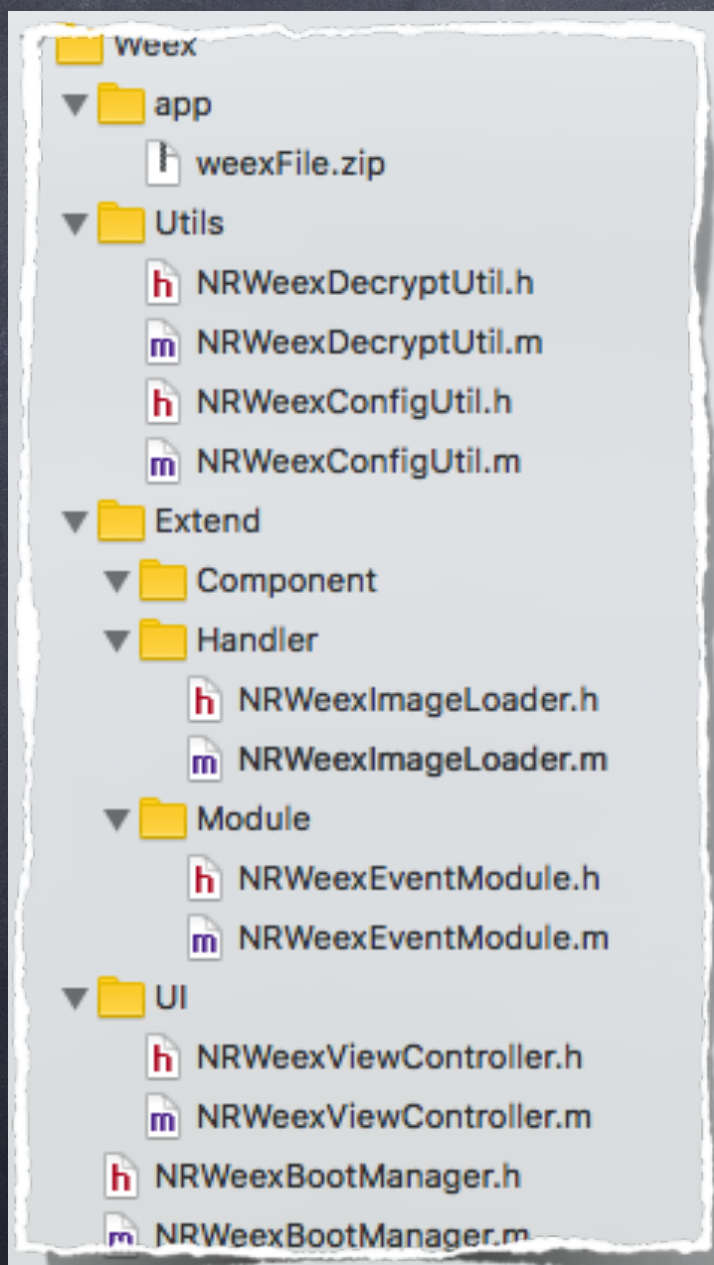 Weex
app
weexFile.zip
Utils
h NRWeexDecryptUtil.h
m NRWeexDecryptUtil.m
h NRWeexConfigUtil.h
m NRWeexConfigUtil.m
Extend
Component
Handler
h NRWeexImageLoader.h
m NRWeexImageLoader.m
Module
h NRWeexEventModule.h
m NRWeexEventModule.m
UI
h NRWeexViewController.h
m NRWeexViewController.m
h NRWeexBootManager.h
m NRWeexBootManager.m